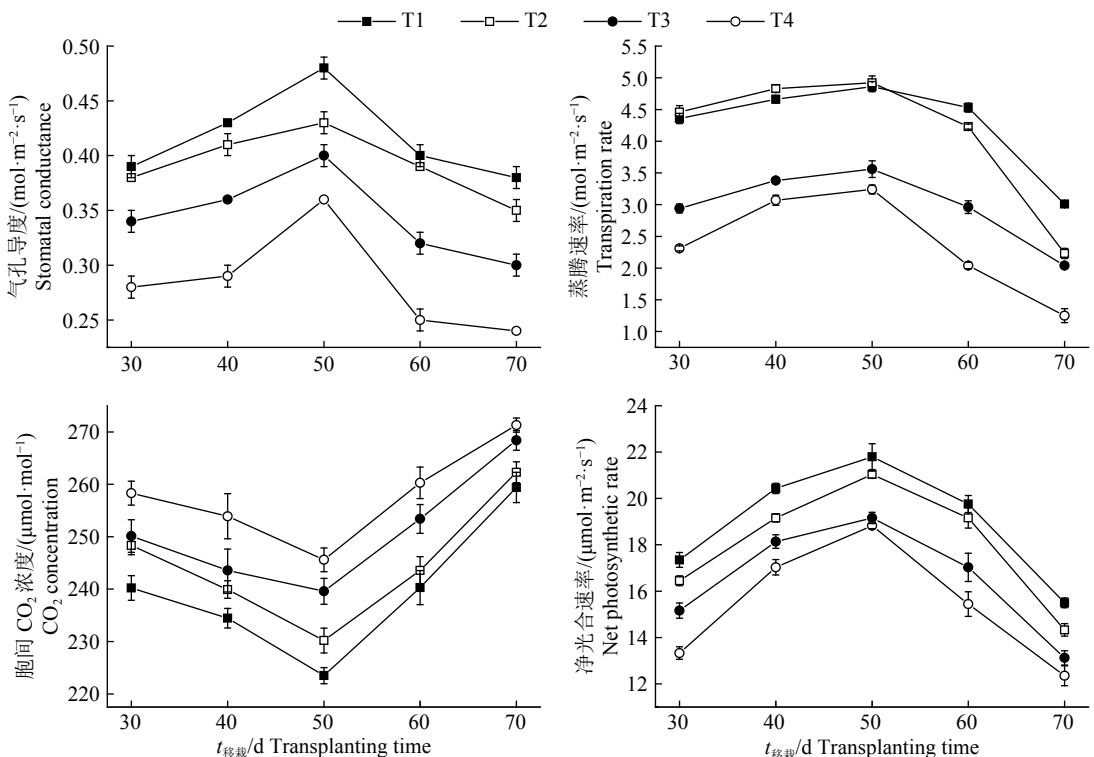 T1 T2 T3 T4
气孔导度/(mol·m⁻²·s⁻¹)
Stomatal conductance
0.50
0.45
0.40
0.35
0.30
0.25
30 40 50 60 70
蒸腾速率/(mol·m⁻²·s⁻¹)
Transpiration rate
5.5
5.0
4.5
4.0
3.5
3.0
2.5
2.0
1.5
1.0
30 40 50 60 70
胞间 CO₂ 浓度/(μmol·mol⁻¹)
CO₂ concentration
270
260
250
240
230
220
30 40 50 60 70
t移栽/d Transplanting time
净光合速率/(μmol·m⁻²·s⁻¹)
Net photosynthetic rate
24
22
20
18
16
14
12
30 40 50 60 70
t移栽/d Transplanting time